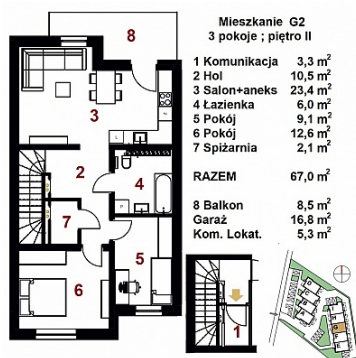 Mieszkanie G2
3 pokoje ; piętro II
1 Komunikacja 3,3 m²
2 Hol 10,5 m²
3 Salon+aneks 23,4 m²
4 Łazienka 6,0 m²
5 Pokój 9,1 m²
6 Pokój 12,6 m²
7 Spiżarnia 2,1 m²
RAZEM 67,0 m²
8 Balkon 8,5 m²
Garaż 16,8 m²
Kom. Lokat. 5,3 m²
8
3
2
4
7
5
6
1